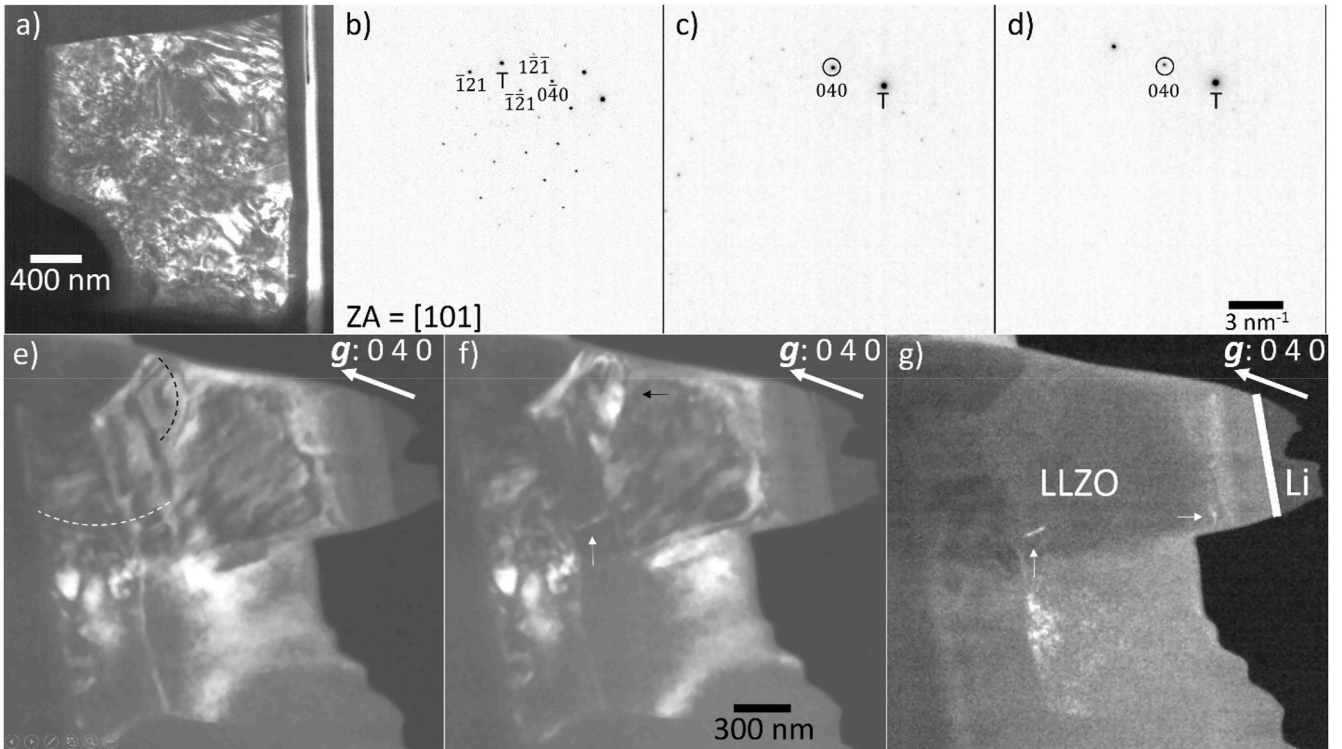 a)
400 nm
b)
1̄21
T
12̄1̄
1̄2̄1
04̄0
ZA = [101]
c)
040
T
d)
040
T
3 nm⁻¹
e)
g: 0 4 0
f)
g: 0 4 0
300 nm
g)
g: 0 4 0
LLZO
Li